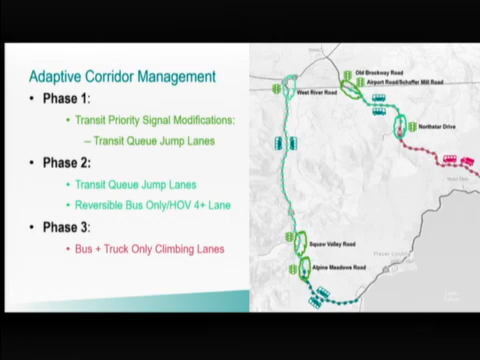 Adaptive Corridor Management
• Phase 1:
• Transit Priority Signal Modifications:
– Transit Queue Jump Lanes
• Phase 2:
• Transit Queue Jump Lanes
• Reversible Bus Only/HOV 4+ Lane
• Phase 3:
• Bus + Truck Only Climbing Lanes
Old Brockway Road
Airport Road/Schaffer Mill Road
West River Road
Northstar Drive
Squaw Valley Road
Alpine Meadows Road